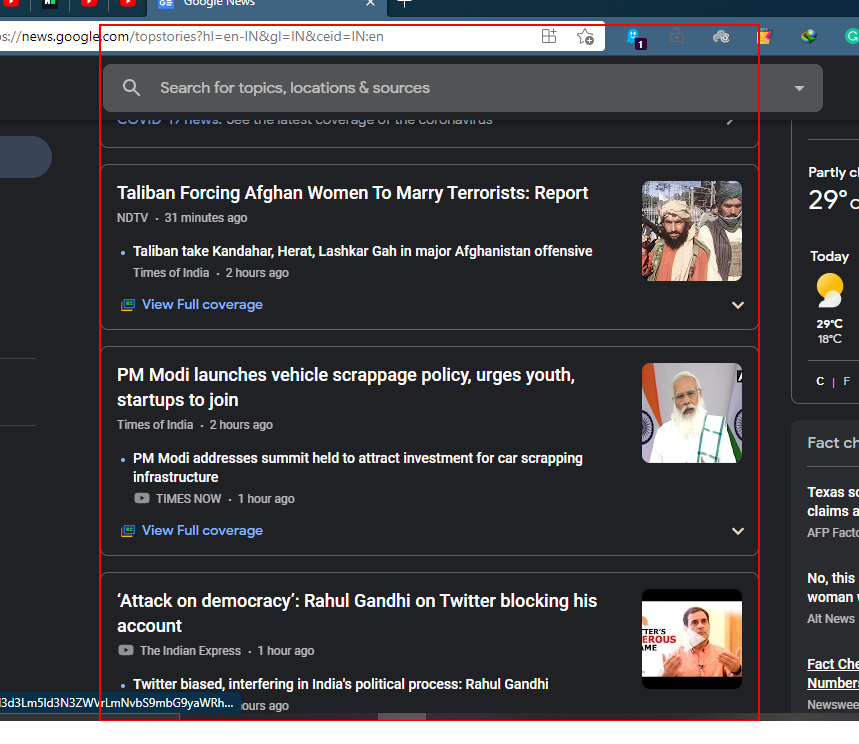 Google News
s://news.google.com/topstories?hl=en-IN&gl=IN&ceid=IN:en
1
Search for topics, locations & sources
COVID-19 news: See the latest coverage of the coronavirus
Taliban Forcing Afghan Women To Marry Terrorists: Report
NDTV · 31 minutes ago
Taliban take Kandahar, Herat, Lashkar Gah in major Afghanistan offensive
Times of India · 2 hours ago
View Full coverage
PM Modi launches vehicle scrappage policy, urges youth,
startups to join
Times of India · 2 hours ago
PM Modi addresses summit held to attract investment for car scrapping
infrastructure
TIMES NOW · 1 hour ago
View Full coverage
‘Attack on democracy’: Rahul Gandhi on Twitter blocking his
account
The Indian Express · 1 hour ago
Twitter biased, interfering in India's political process: Rahul Gandhi
ours ago
Partly c
29°C
Today
29°C
18°C
C | F
Fact ch
Texas s
claims a
AFP Fact
No, this
woman
Alt News
Fact Che
Numbers
Newswee